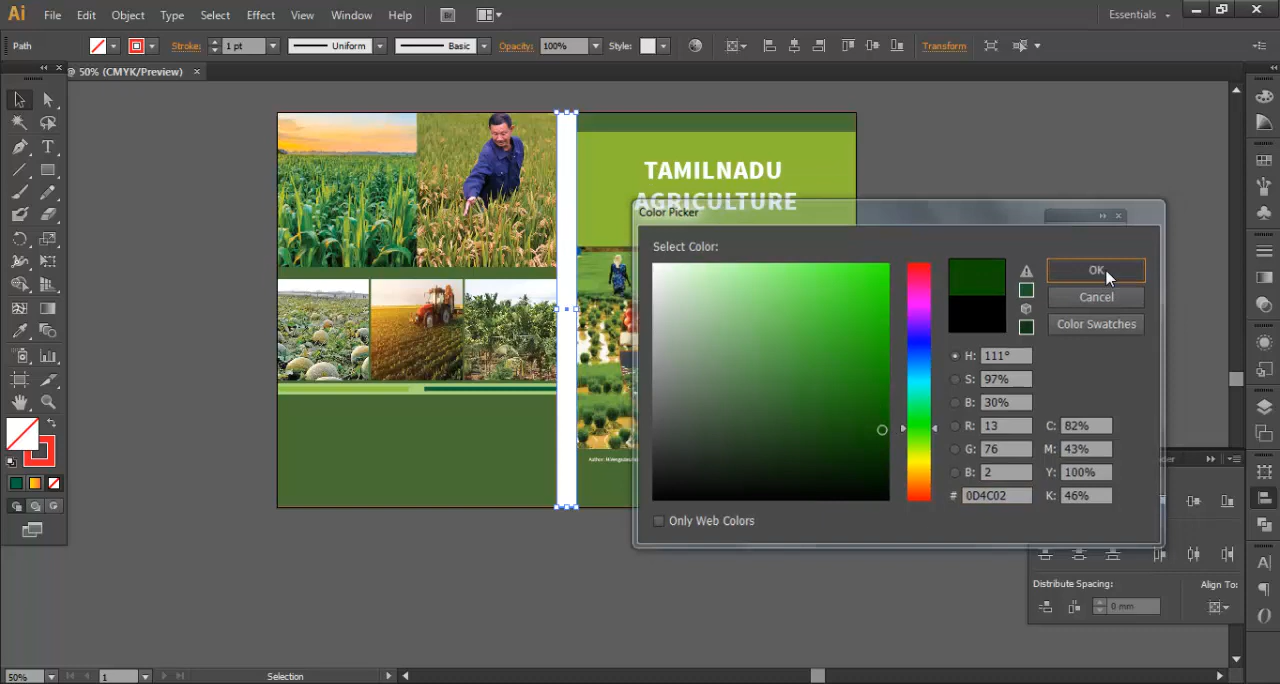 Ai File Edit Object Type Select Effect View Window Help Br Essentials
Path Stroke: 1 pt Uniform Basic Opacity: 100% Style: Transform
@ 50% (CMYK/Preview)
TAMILNADU
AGRICULTURE
Color Picker
Select Color:
OK
Cancel
Color Swatches
H: 111°
S: 97%
B: 30%
R: 13 C: 82%
G: 76 M: 43%
B: 2 Y: 100%
# 0D4C02 K: 46%
Only Web Colors
Distribute Spacing: Align To:
0 mm
50% 1 Selection